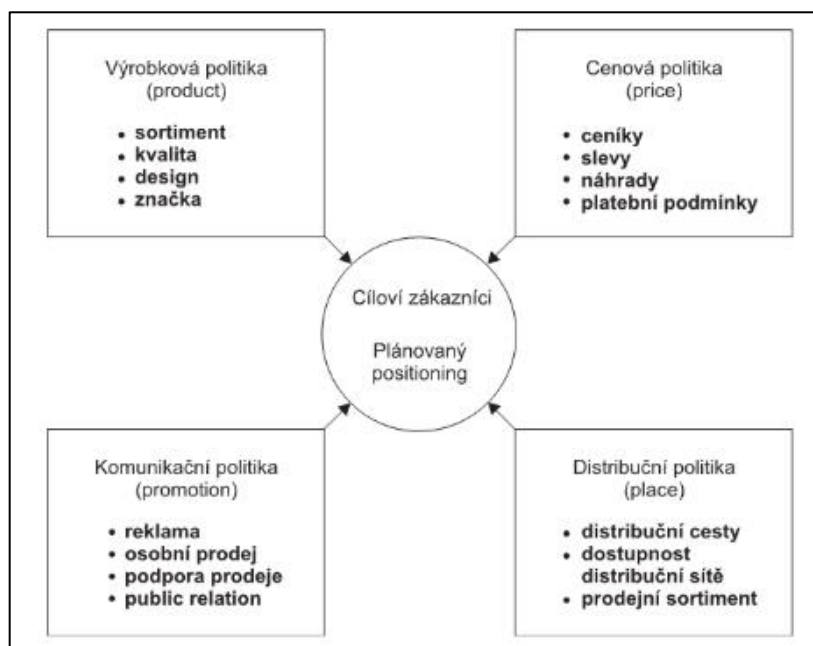 Výrobková politika
(product)
• sortiment
• kvalita
• design
• značka
Cenová politika
(price)
• ceníky
• slevy
• náhrady
• platební podmínky
Cíloví zákazníci
Plánovaný
positioning
Komunikační politika
(promotion)
• reklama
• osobní prodej
• podpora prodeje
• public relation
Distribuční politika
(place)
• distribuční cesty
• dostupnost
distribuční sítě
• prodejní sortiment